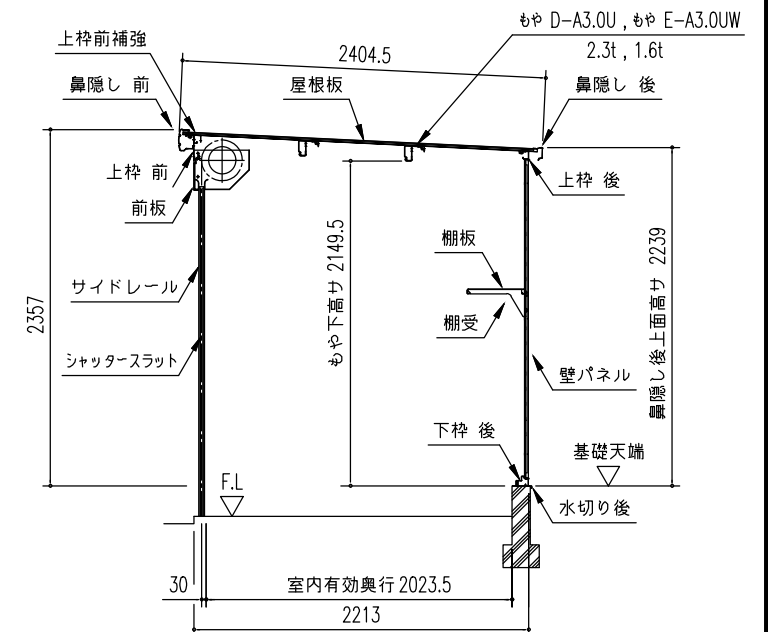 もや D-A3.0U , もや E-A3.0UW
2.3t , 1.6t
上枠前補強
2404.5
鼻隠し 前
屋根板
鼻隠し 後
上枠 前
上枠 後
前板
棚板
サイドレール
棚受
2357
もや下高サ 2149.5
鼻隠し後上面高サ 2239
シャッタースラット
壁パネル
下枠 後
基礎天端
F.L
水切り後
30
室内有効奥行 2023.5
2213